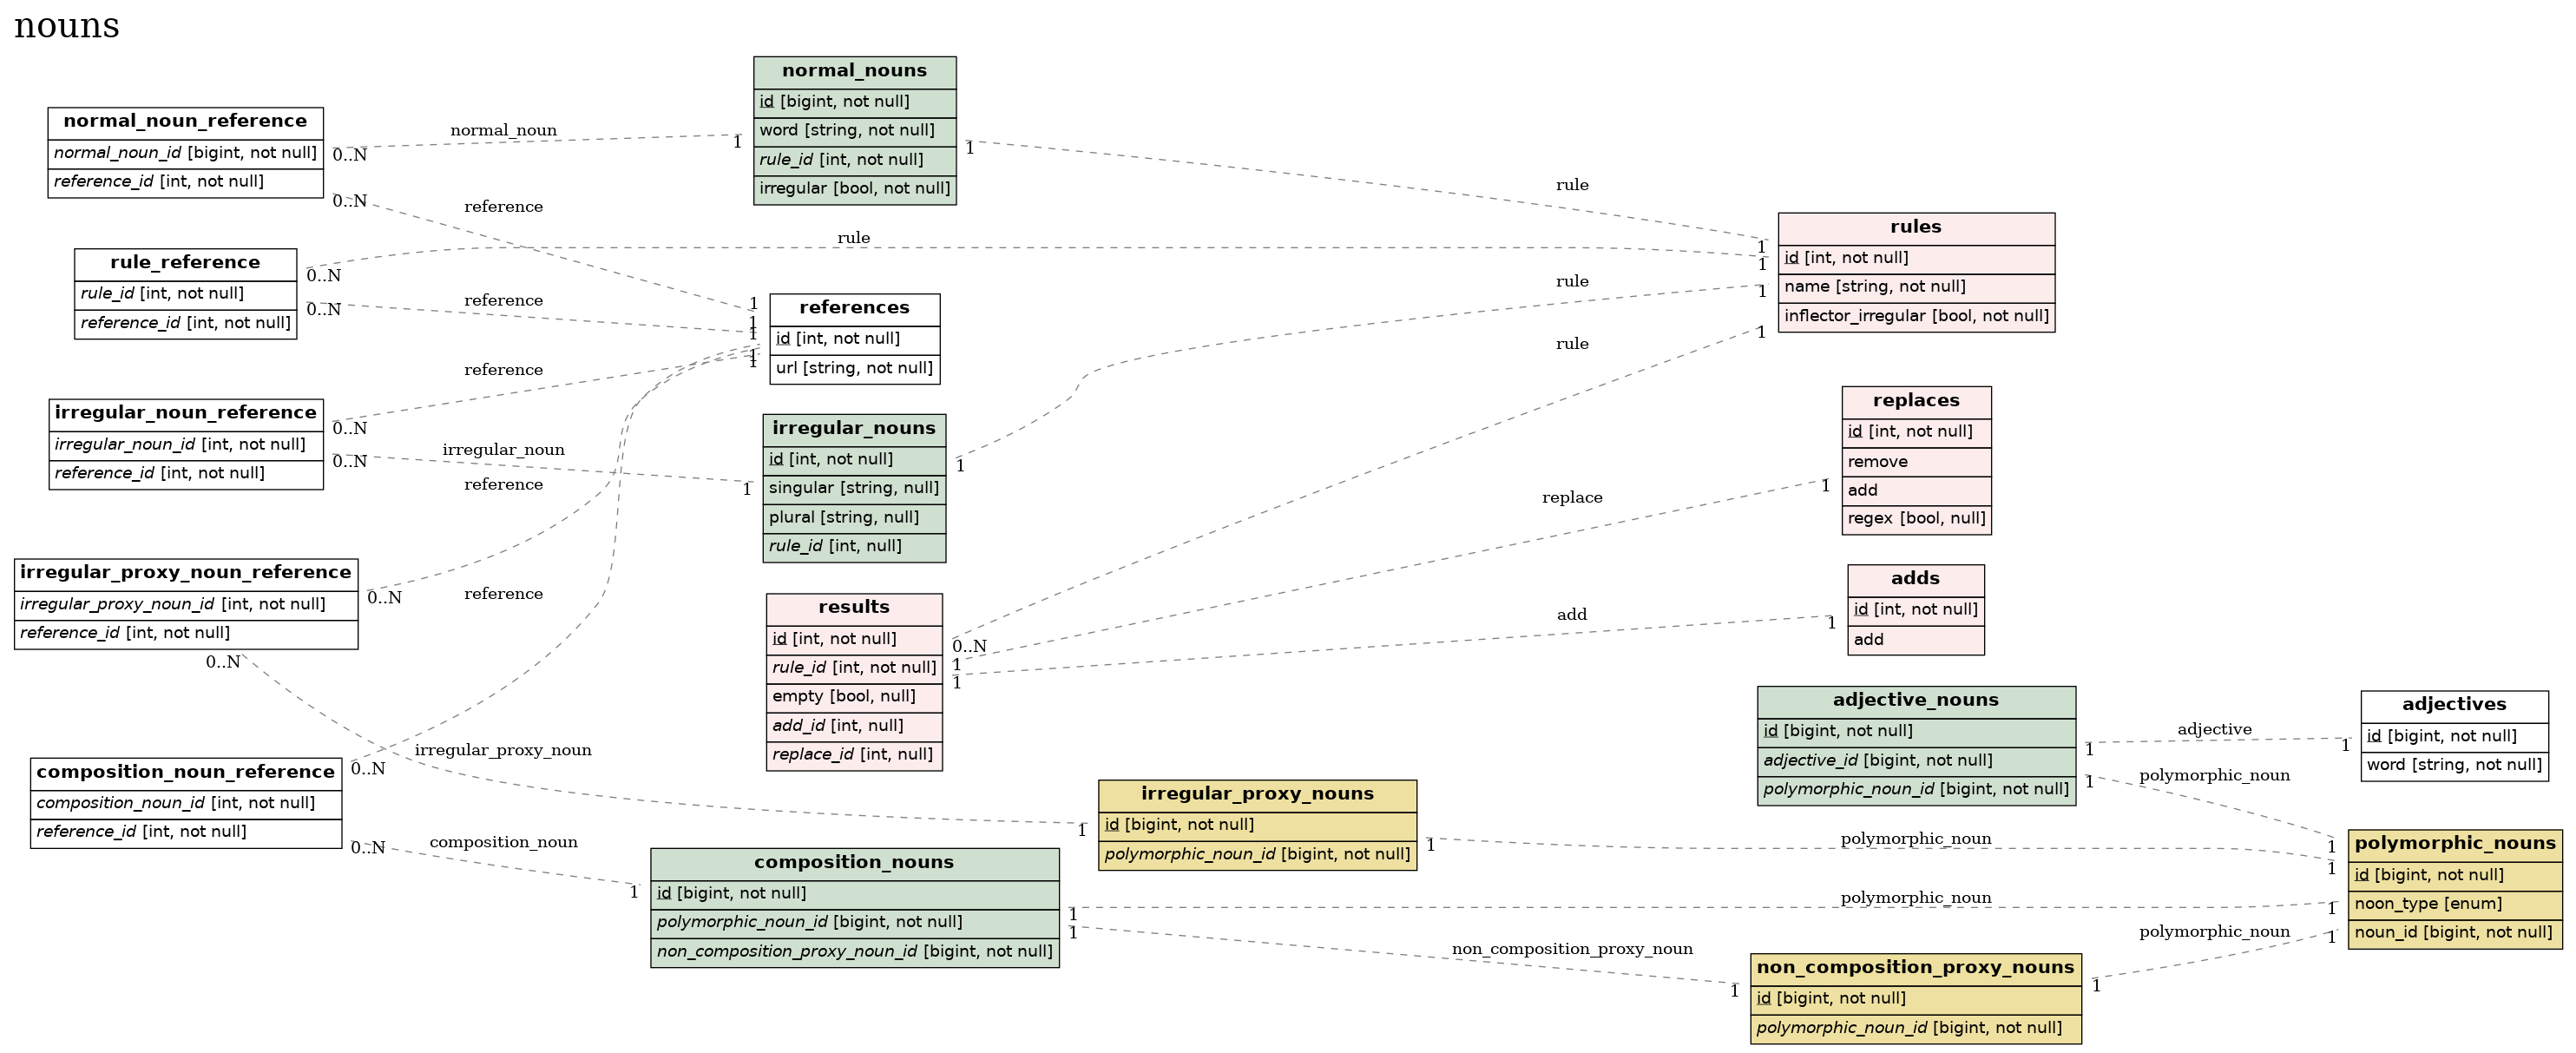 nouns
normal_noun_reference
normal_noun_id [bigint, not null]
reference_id [int, not null]
rule_reference
rule_id [int, not null]
reference_id [int, not null]
irregular_noun_reference
irregular_noun_id [int, not null]
reference_id [int, not null]
irregular_proxy_noun_reference
irregular_proxy_noun_id [int, not null]
reference_id [int, not null]
composition_noun_reference
composition_noun_id [int, not null]
reference_id [int, not null]
0..N
normal_noun
1
0..N
reference
1
0..N
rule
1
0..N
reference
1
0..N
reference
1
0..N
irregular_noun
1
0..N
reference
1
0..N
irregular_proxy_noun
1
0..N
reference
1
0..N
composition_noun
1
normal_nouns
id [bigint, not null]
word [string, not null]
rule_id [int, not null]
irregular [bool, not null]
references
id [int, not null]
url [string, not null]
irregular_nouns
id [int, not null]
singular [string, null]
plural [string, null]
rule_id [int, null]
results
id [int, not null]
rule_id [int, not null]
empty [bool, null]
add_id [int, null]
replace_id [int, null]
composition_nouns
id [bigint, not null]
polymorphic_noun_id [bigint, not null]
non_composition_proxy_noun_id [bigint, not null]
irregular_proxy_nouns
id [bigint, not null]
polymorphic_noun_id [bigint, not null]
1
rule
1
1
rule
1
0..N
rule
1
1
replace
1
1
add
1
1
polymorphic_noun
1
1
polymorphic_noun
1
1
non_composition_proxy_noun
1
rules
id [int, not null]
name [string, not null]
inflector_irregular [bool, not null]
replaces
id [int, not null]
remove
add
regex [bool, null]
adds
id [int, not null]
add
adjective_nouns
id [bigint, not null]
adjective_id [bigint, not null]
polymorphic_noun_id [bigint, not null]
non_composition_proxy_nouns
id [bigint, not null]
polymorphic_noun_id [bigint, not null]
1
adjective
1
1
polymorphic_noun
1
1
polymorphic_noun
1
adjectives
id [bigint, not null]
word [string, not null]
polymorphic_nouns
id [bigint, not null]
noon_type [enum]
noun_id [bigint, not null]